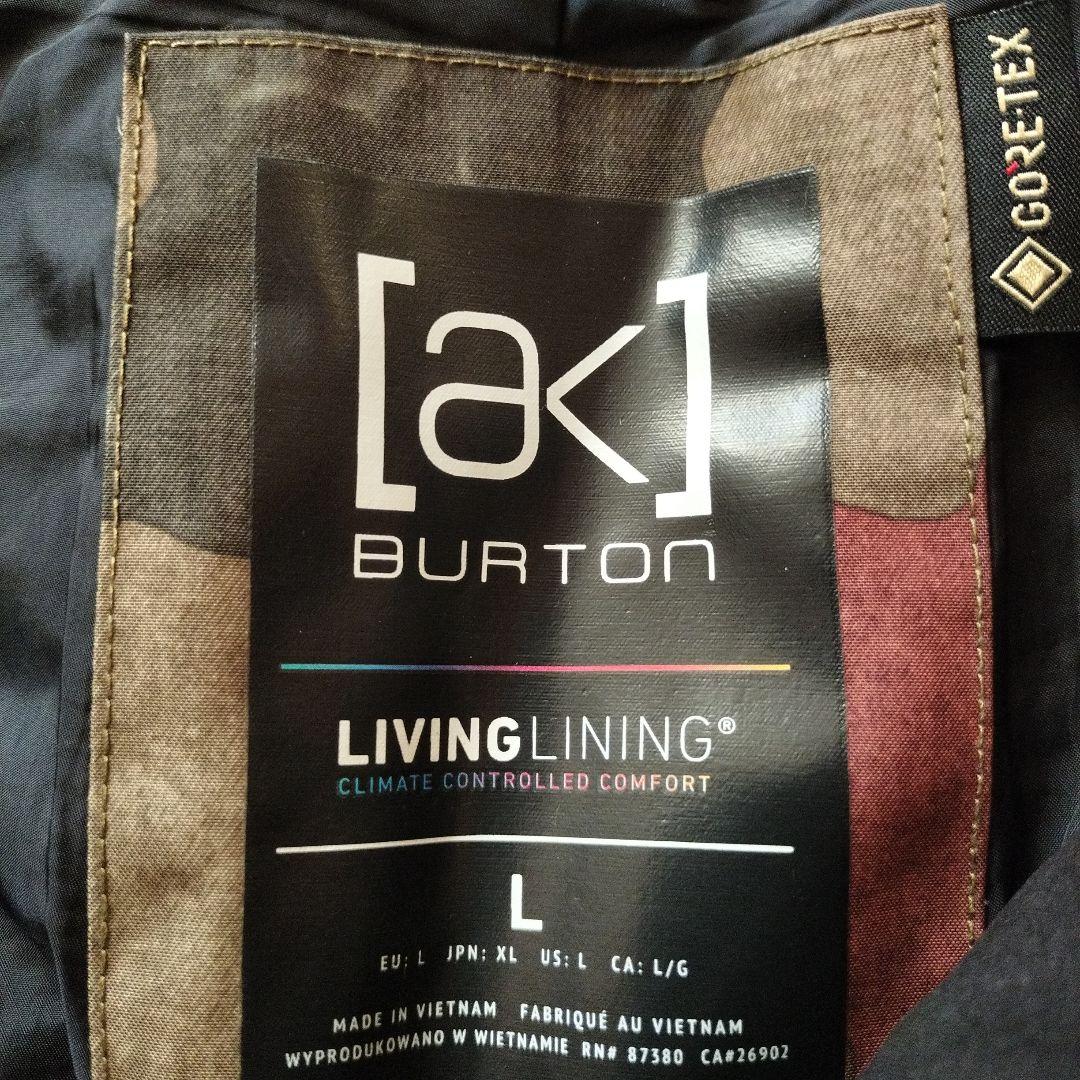 GORE-TEX
[ak]
BURTON
LIVINGLINING®
CLIMATE CONTROLLED COMFORT
L
EU: L JPN: XL US: L CA: L/G
MADE IN VIETNAM FABRIQUÉ AU VIETNAM
WYPRODUKOWANO W WIETNAMIE RN# 87380 CA#26902